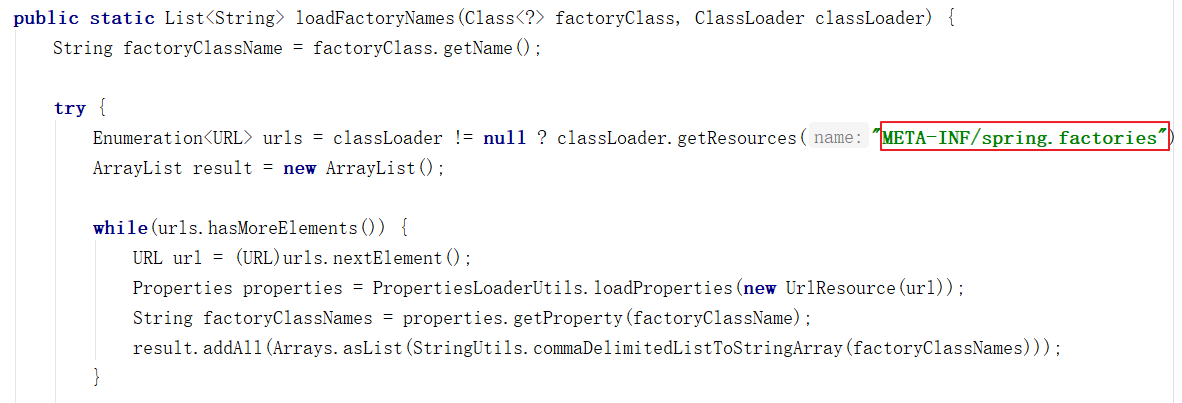 public static List<String> loadFactoryNames(Class<?> factoryClass, ClassLoader classLoader) {
    String factoryClassName = factoryClass.getName();
    try {
        Enumeration<URL> urls = classLoader != null ? classLoader.getResources( name: "META-INF/spring.factories")
        ArrayList result = new ArrayList();
        while(urls.hasMoreElements()) {
            URL url = (URL)urls.nextElement();
            Properties properties = PropertiesLoaderUtils.loadProperties(new UrlResource(url));
            String factoryClassNames = properties.getProperty(factoryClassName);
            result.addAll(Arrays.asList(StringUtils.commaDelimitedListToStringArray(factoryClassNames)));
        }